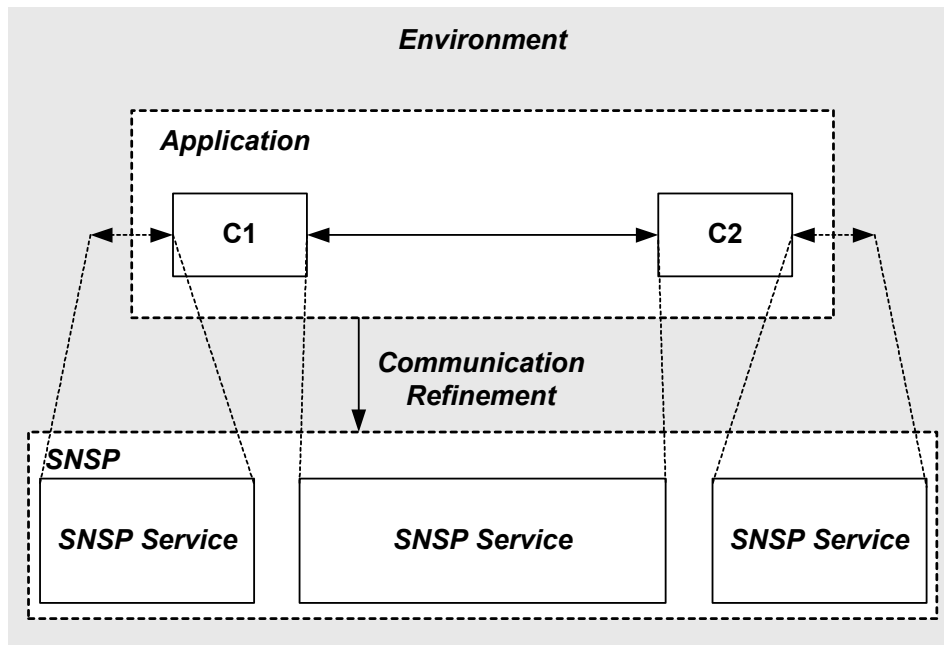 Environment
Application
C1
C2
Communication
Refinement
SNSP
SNSP Service
SNSP Service
SNSP Service